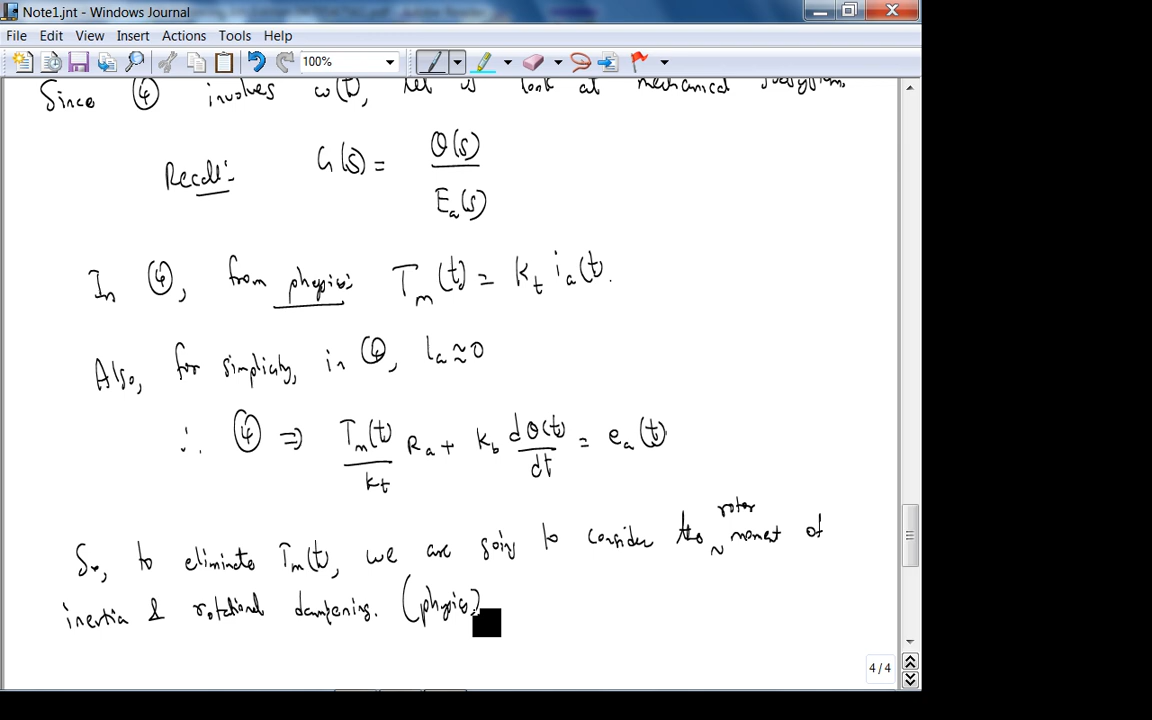 Note1.jnt - Windows Journal
File Edit View Insert Actions Tools Help
100%
Since ④ involves ω(t), let us look at mechanical subsystem.
Recall: G(s) = Θ(s) / Ea(s)
In ④, from physics: Tm(t) = Kt ia(t).
Also, for simplicity, in ④, La ≈ 0
∴ ④ ⇒ Tm(t)/Kt Ra + Kb dθ(t)/dt = ea(t)
So, to eliminate Tm(t), we are going to consider the rotor moment of
inertia & rotational dampening. (physics)
4 / 4